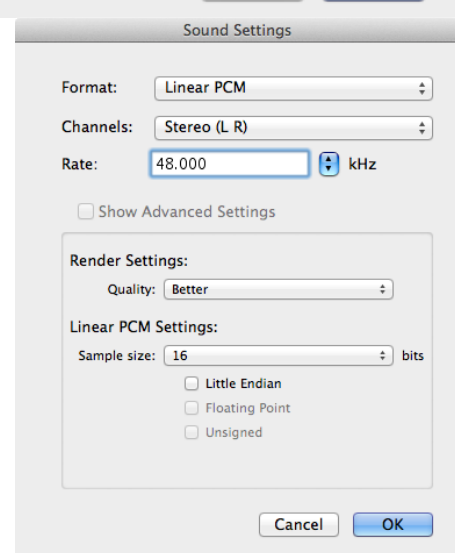 Sound Settings
Format: Linear PCM
Channels: Stereo (L R)
Rate: 48.000 kHz
Show Advanced Settings
Render Settings:
Quality: Better
Linear PCM Settings:
Sample size: 16 bits
Little Endian
Floating Point
Unsigned
Cancel OK